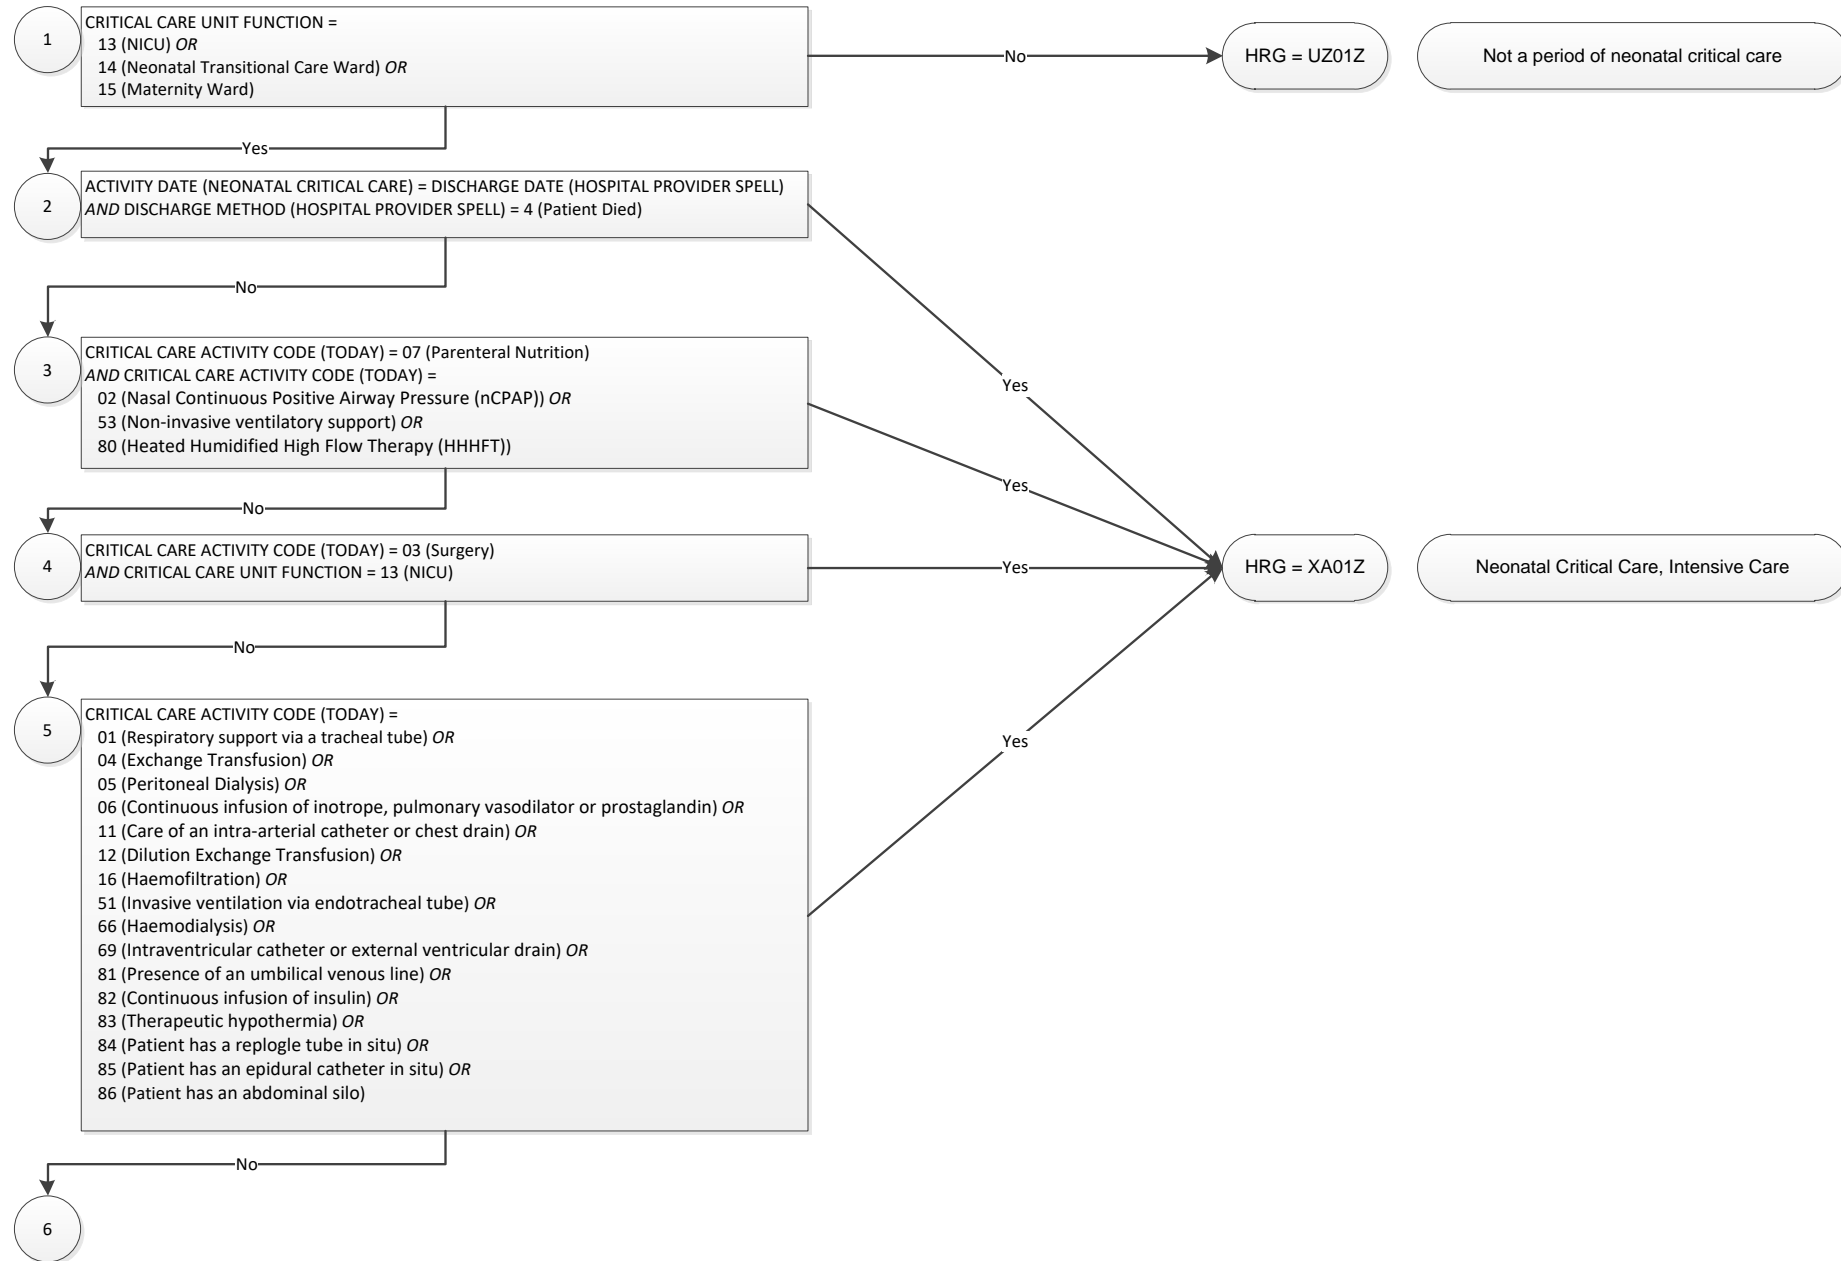 1
CRITICAL CARE UNIT FUNCTION =
13 (NICU) OR
14 (Neonatal Transitional Care Ward) OR
15 (Maternity Ward)
No
HRG = UZ01Z
Not a period of neonatal critical care
Yes
2
ACTIVITY DATE (NEONATAL CRITICAL CARE) = DISCHARGE DATE (HOSPITAL PROVIDER SPELL)
AND DISCHARGE METHOD (HOSPITAL PROVIDER SPELL) = 4 (Patient Died)
Yes
No
3
CRITICAL CARE ACTIVITY CODE (TODAY) = 07 (Parenteral Nutrition)
AND CRITICAL CARE ACTIVITY CODE (TODAY) =
02 (Nasal Continuous Positive Airway Pressure (nCPAP)) OR
53 (Non-invasive ventilatory support) OR
80 (Heated Humidified High Flow Therapy (HHHFT))
Yes
No
4
CRITICAL CARE ACTIVITY CODE (TODAY) = 03 (Surgery)
AND CRITICAL CARE UNIT FUNCTION = 13 (NICU)
Yes
HRG = XA01Z
Neonatal Critical Care, Intensive Care
No
5
CRITICAL CARE ACTIVITY CODE (TODAY) =
01 (Respiratory support via a tracheal tube) OR
04 (Exchange Transfusion) OR
05 (Peritoneal Dialysis) OR
06 (Continuous infusion of inotrope, pulmonary vasodilator or prostaglandin) OR
11 (Care of an intra-arterial catheter or chest drain) OR
12 (Dilution Exchange Transfusion) OR
16 (Haemofiltration) OR
51 (Invasive ventilation via endotracheal tube) OR
66 (Haemodialysis) OR
69 (Intraventricular catheter or external ventricular drain) OR
81 (Presence of an umbilical venous line) OR
82 (Continuous infusion of insulin) OR
83 (Therapeutic hypothermia) OR
84 (Patient has a replogle tube in situ) OR
85 (Patient has an epidural catheter in situ) OR
86 (Patient has an abdominal silo)
Yes
No
6